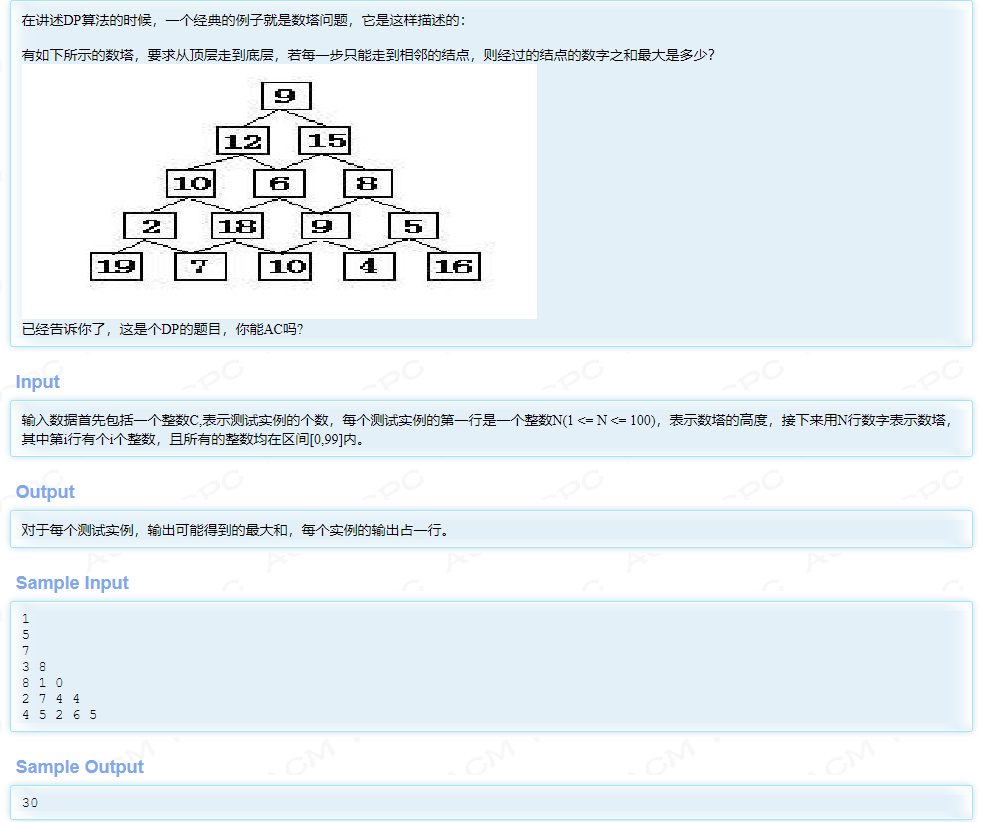 在讲述DP算法的时候，一个经典的例子就是数塔问题，它是这样描述的：
有如下所示的数塔，要求从顶层走到底层，若每一步只能走到相邻的结点，则经过的结点的数字之和最大是多少？
9
12 15
10 6 8
2 18 9 5
19 7 10 4 16
已经告诉你了，这是个DP的题目，你能AC吗?
Input
输入数据首先包括一个整数C,表示测试实例的个数，每个测试实例的第一行是一个整数N(1 <= N <= 100)，表示数塔的高度，接下来用N行数字表示数塔，
其中第i行有个i个整数，且所有的整数均在区间[0,99]内。
Output
对于每个测试实例，输出可能得到的最大和，每个实例的输出占一行。
Sample Input
1
5
7
3 8
8 1 0
2 7 4 4
4 5 2 6 5
Sample Output
30